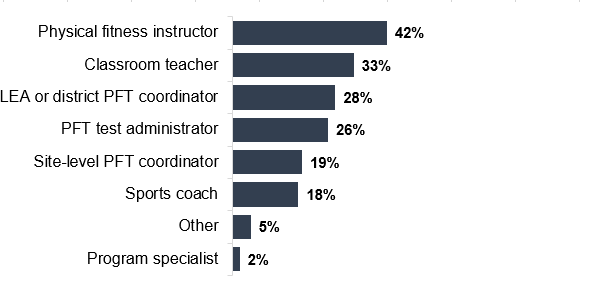 Physical fitness instructor 42%
Classroom teacher 33%
LEA or district PFT coordinator 28%
PFT test administrator 26%
Site-level PFT coordinator 19%
Sports coach 18%
Other 5%
Program specialist 2%